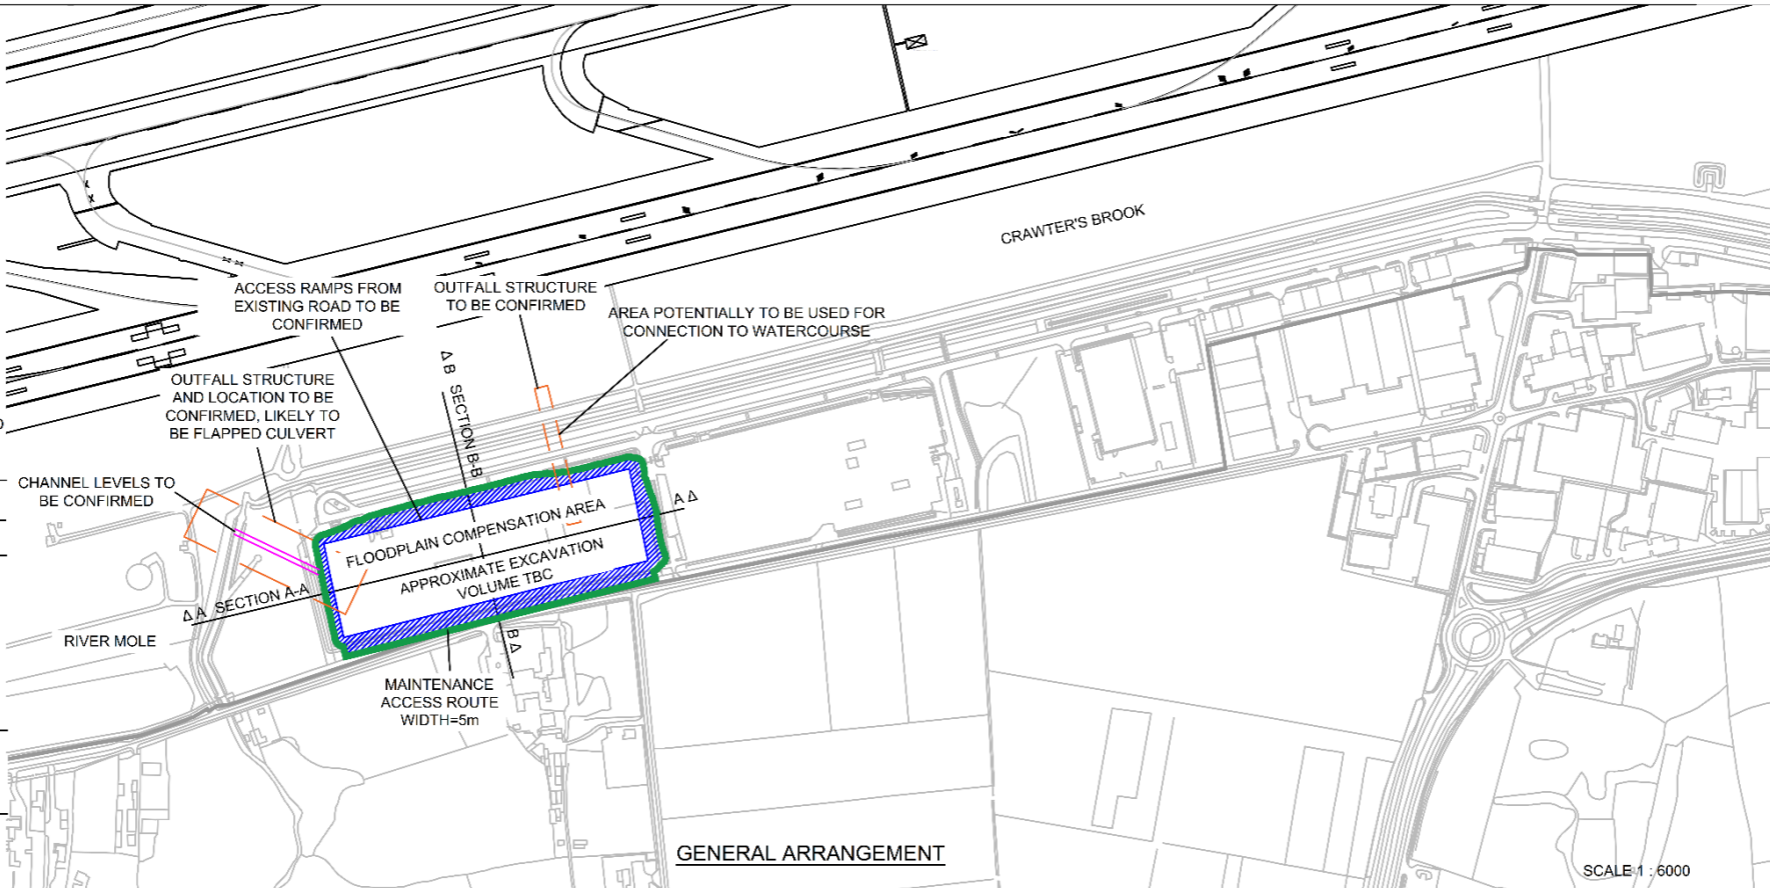 CRAWTER'S BROOK
ACCESS RAMPS FROM
EXISTING ROAD TO BE
CONFIRMED
OUTFALL STRUCTURE
TO BE CONFIRMED
AREA POTENTIALLY TO BE USED FOR
CONNECTION TO WATERCOURSE
OUTFALL STRUCTURE
AND LOCATION TO BE
CONFIRMED, LIKELY TO
BE FLAPPED CULVERT
Δ B SECTION B-B
CHANNEL LEVELS TO
BE CONFIRMED
A Δ
FLOODPLAIN COMPENSATION AREA
APPROXIMATE EXCAVATION
VOLUME TBC
Δ A SECTION A-A
RIVER MOLE
B Δ
MAINTENANCE
ACCESS ROUTE
WIDTH=5m
GENERAL ARRANGEMENT
SCALE 1 : 6000